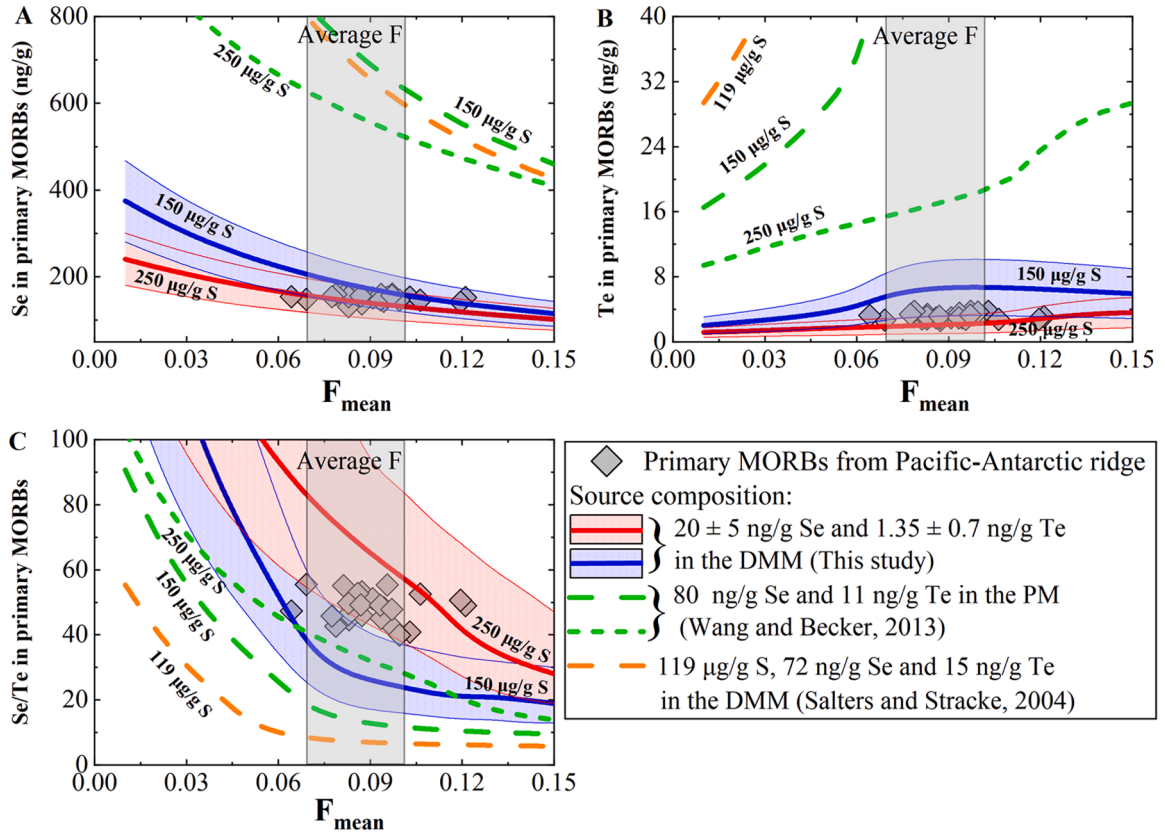 A
Se in primary MORBs (ng/g)
800
600
400
200
0
0.00 0.03 0.06 0.09 0.12 0.15
F mean
Average F
250 μg/g S
150 μg/g S
150 μg/g S
250 μg/g S
B
Te in primary MORBs (ng/g)
40
32
24
16
8
0
0.00 0.03 0.06 0.09 0.12 0.15
F mean
Average F
119 μg/g S
150 μg/g S
250 μg/g S
150 μg/g S
250 μg/g S
C
Se/Te in primary MORBs
100
80
60
40
20
0
0.00 0.03 0.06 0.09 0.12 0.15
F mean
Average F
250 μg/g S
150 μg/g S
119 μg/g S
250 μg/g S
150 μg/g S
Primary MORBs from Pacific-Antarctic ridge
Source composition:
20 ± 5 ng/g Se and 1.35 ± 0.7 ng/g Te
in the DMM (This study)
80 ng/g Se and 11 ng/g Te in the PM
(Wang and Becker, 2013)
119 μg/g S, 72 ng/g Se and 15 ng/g Te
in the DMM (Salters and Stracke, 2004)